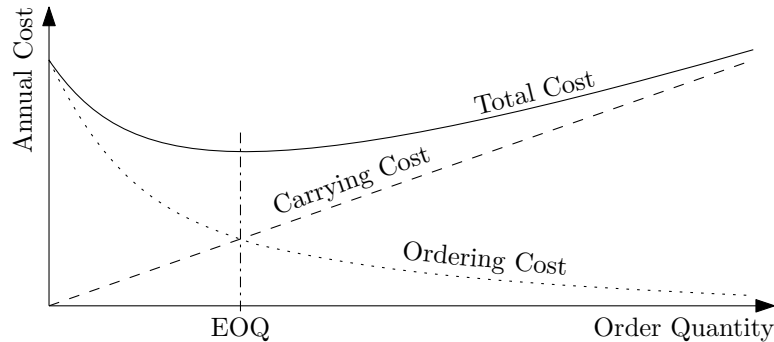 Annual Cost
Total Cost
Carrying Cost
Ordering Cost
EOQ
Order Quantity